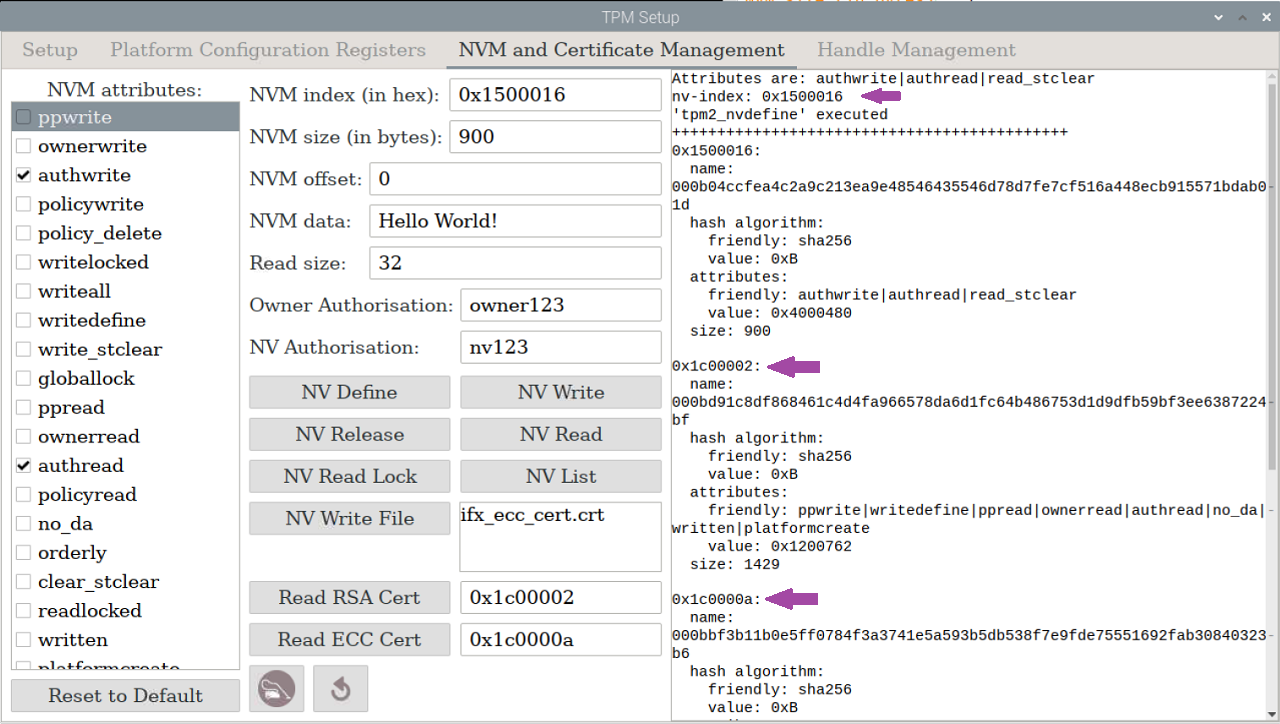 TPM Setup
Setup
Platform Configuration Registers
NVM and Certificate Management
Handle Management
NVM attributes:
ppwrite
ownerwrite
authwrite
policywrite
policy_delete
writelocked
writeall
writedefine
write_stclear
globallock
ppread
ownerread
authread
policyread
no_da
orderly
clear_stclear
readlocked
written
platformcreate
Reset to Default
NVM index (in hex): 0x1500016
NVM size (in bytes): 900
NVM offset: 0
NVM data: Hello World!
Read size: 32
Owner Authorisation: owner123
NV Authorisation: nv123
NV Define NV Write
NV Release NV Read
NV Read Lock NV List
NV Write File ifx_ecc_cert.crt
Read RSA Cert 0x1c00002
Read ECC Cert 0x1c0000a
Attributes are: authwrite|authread|read_stclear
nv-index: 0x1500016
'tpm2_nvdefine' executed
++++++++++++++++++++++++++++++++++++++++++++
0x1500016:
name:
000b04ccfea4c2a9c213ea9e48546435546d78d7fe7cf516a448ecb915571bdab0
1d
hash algorithm:
friendly: sha256
value: 0xB
attributes:
friendly: authwrite|authread|read_stclear
value: 0x4000480
size: 900
0x1c00002:
name:
000bd91c8df868461c4d4fa966578da6d1fc64b486753d1d9dfb59bf3ee6387224
bf
hash algorithm:
friendly: sha256
value: 0xB
attributes:
friendly: ppwrite|writedefine|ppread|ownerread|authread|no_da|
written|platformcreate
value: 0x1200762
size: 1429
0x1c0000a:
name:
000bbf3b11b0e5ff0784f3a3741e5a593b5db538f7e9fde75551692fab30840323
b6
hash algorithm:
friendly: sha256
value: 0xB